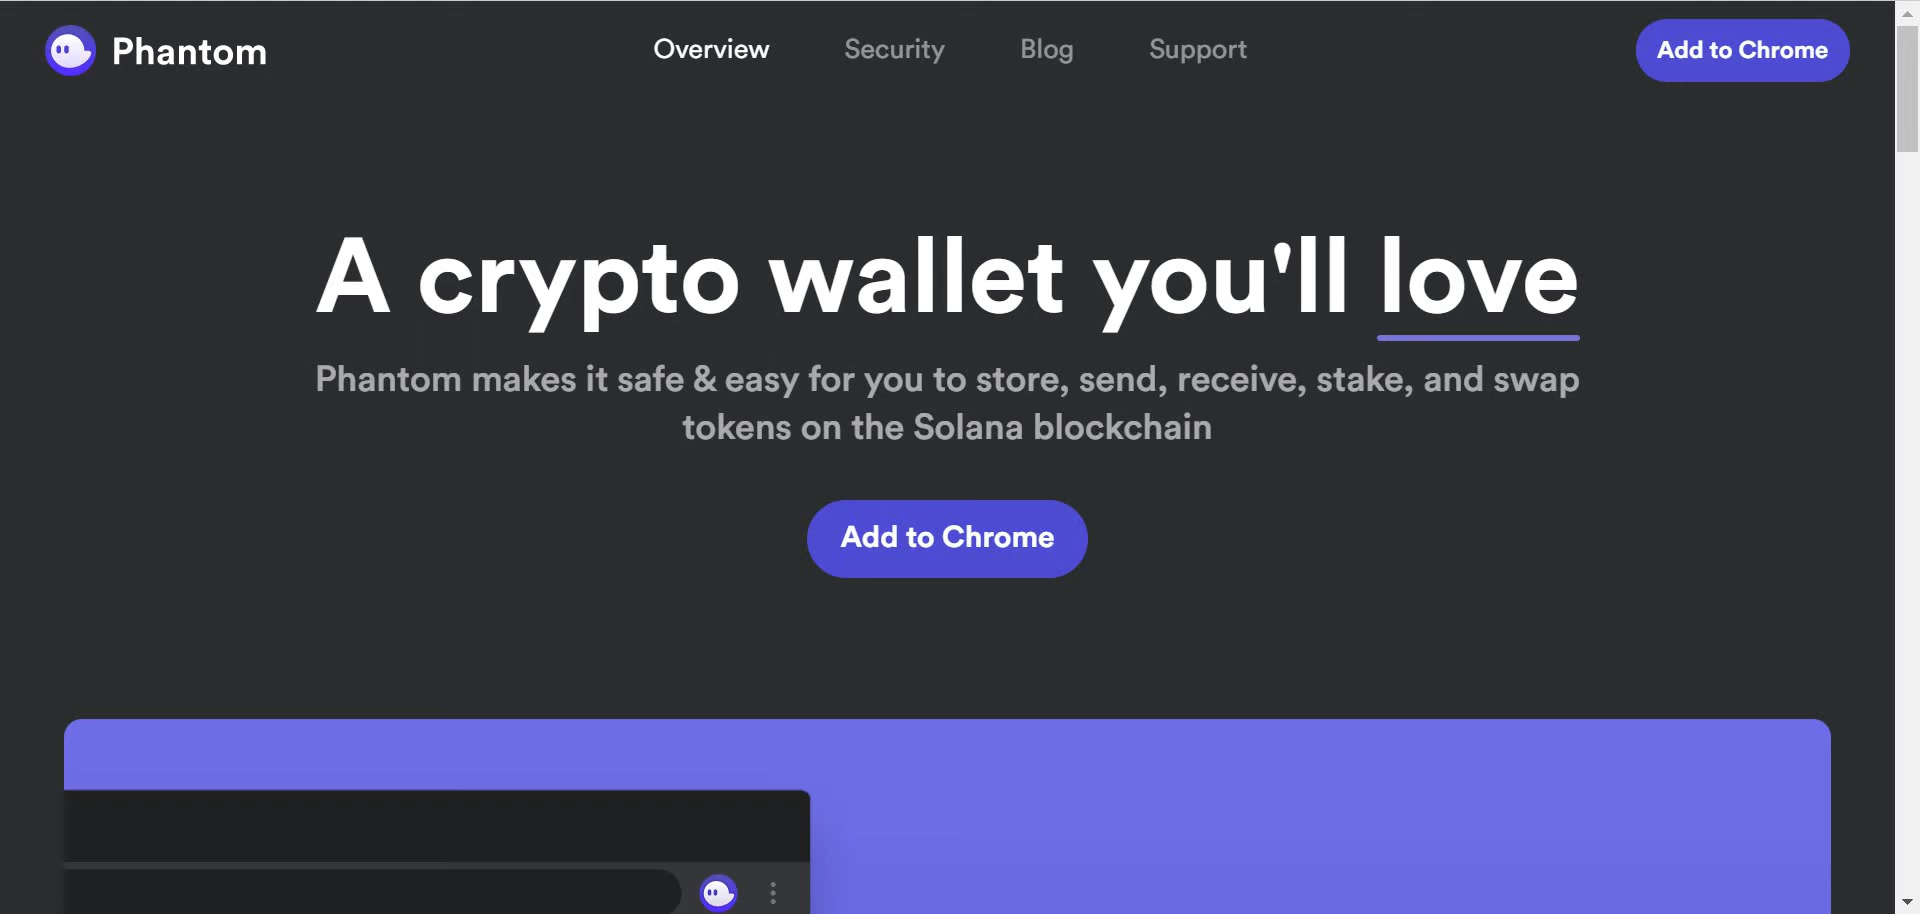 Phantom
Overview
Security
Blog
Support
Add to Chrome
A crypto wallet you'll love
Phantom makes it safe & easy for you to store, send, receive, stake, and swap
tokens on the Solana blockchain
Add to Chrome